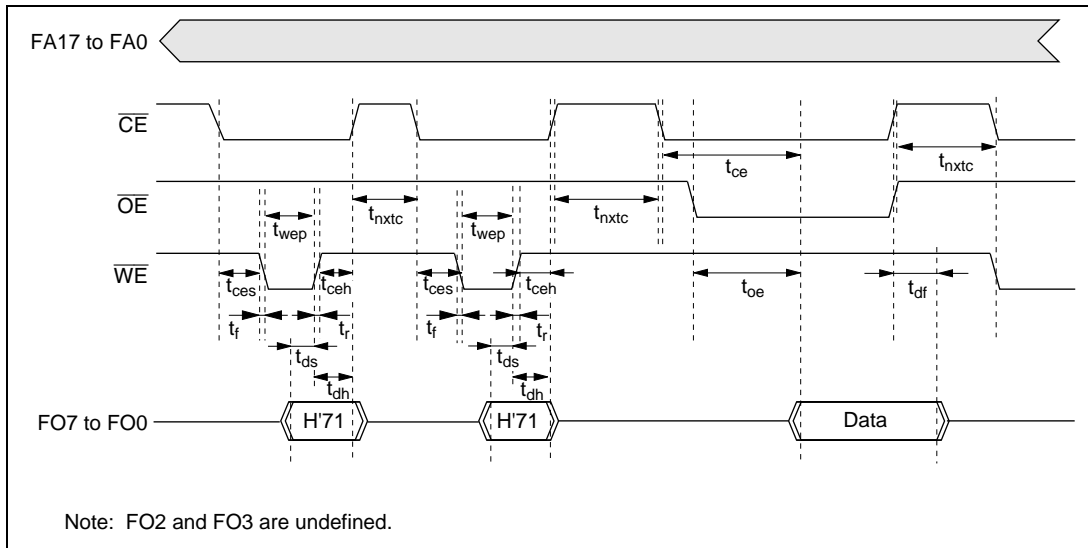 FA17 to FA0
CE
tce
tnxtc
OE
twep
tnxtc
twep
tnxtc
WE
tces
tceh
tces
tceh
toe
tdf
tf
tr
tf
tr
tds
tds
tdh
tdh
FO7 to FO0
H'71
H'71
Data
Note: FO2 and FO3 are undefined.